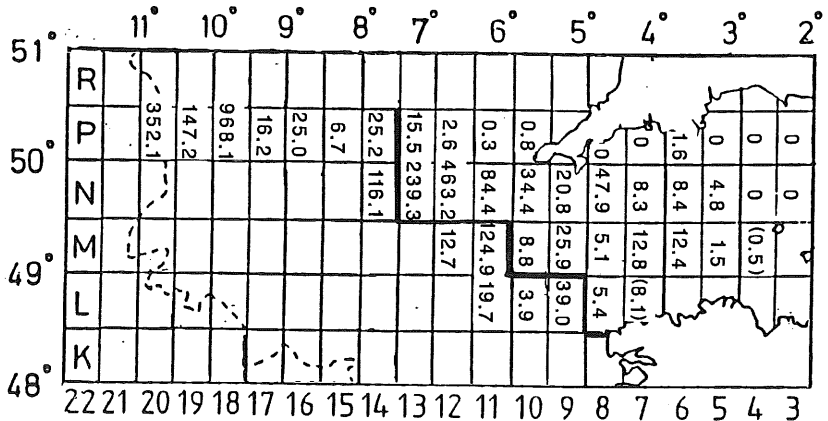 11° 10° 9° 8° 7° 6° 5° 4° 3° 2°
51°
R
P 352.1 147.2 968.1 16.2 25.0 6.7 25.2 15.5 2.6 0.3 0.8 0 0 1.6 0 0 0
50°
N 116.1 239.3 463.2 84.4 34.4 20.8 47.9 8.3 8.4 4.8 0 0
M 12.7 124.9 8.8 25.9 5.1 12.8 12.4 1.5 (0.5)
49°
L 19.7 3.9 39.0 5.4 (8.1)
K
48°
22 21 20 19 18 17 16 15 14 13 12 11 10 9 8 7 6 5 4 3